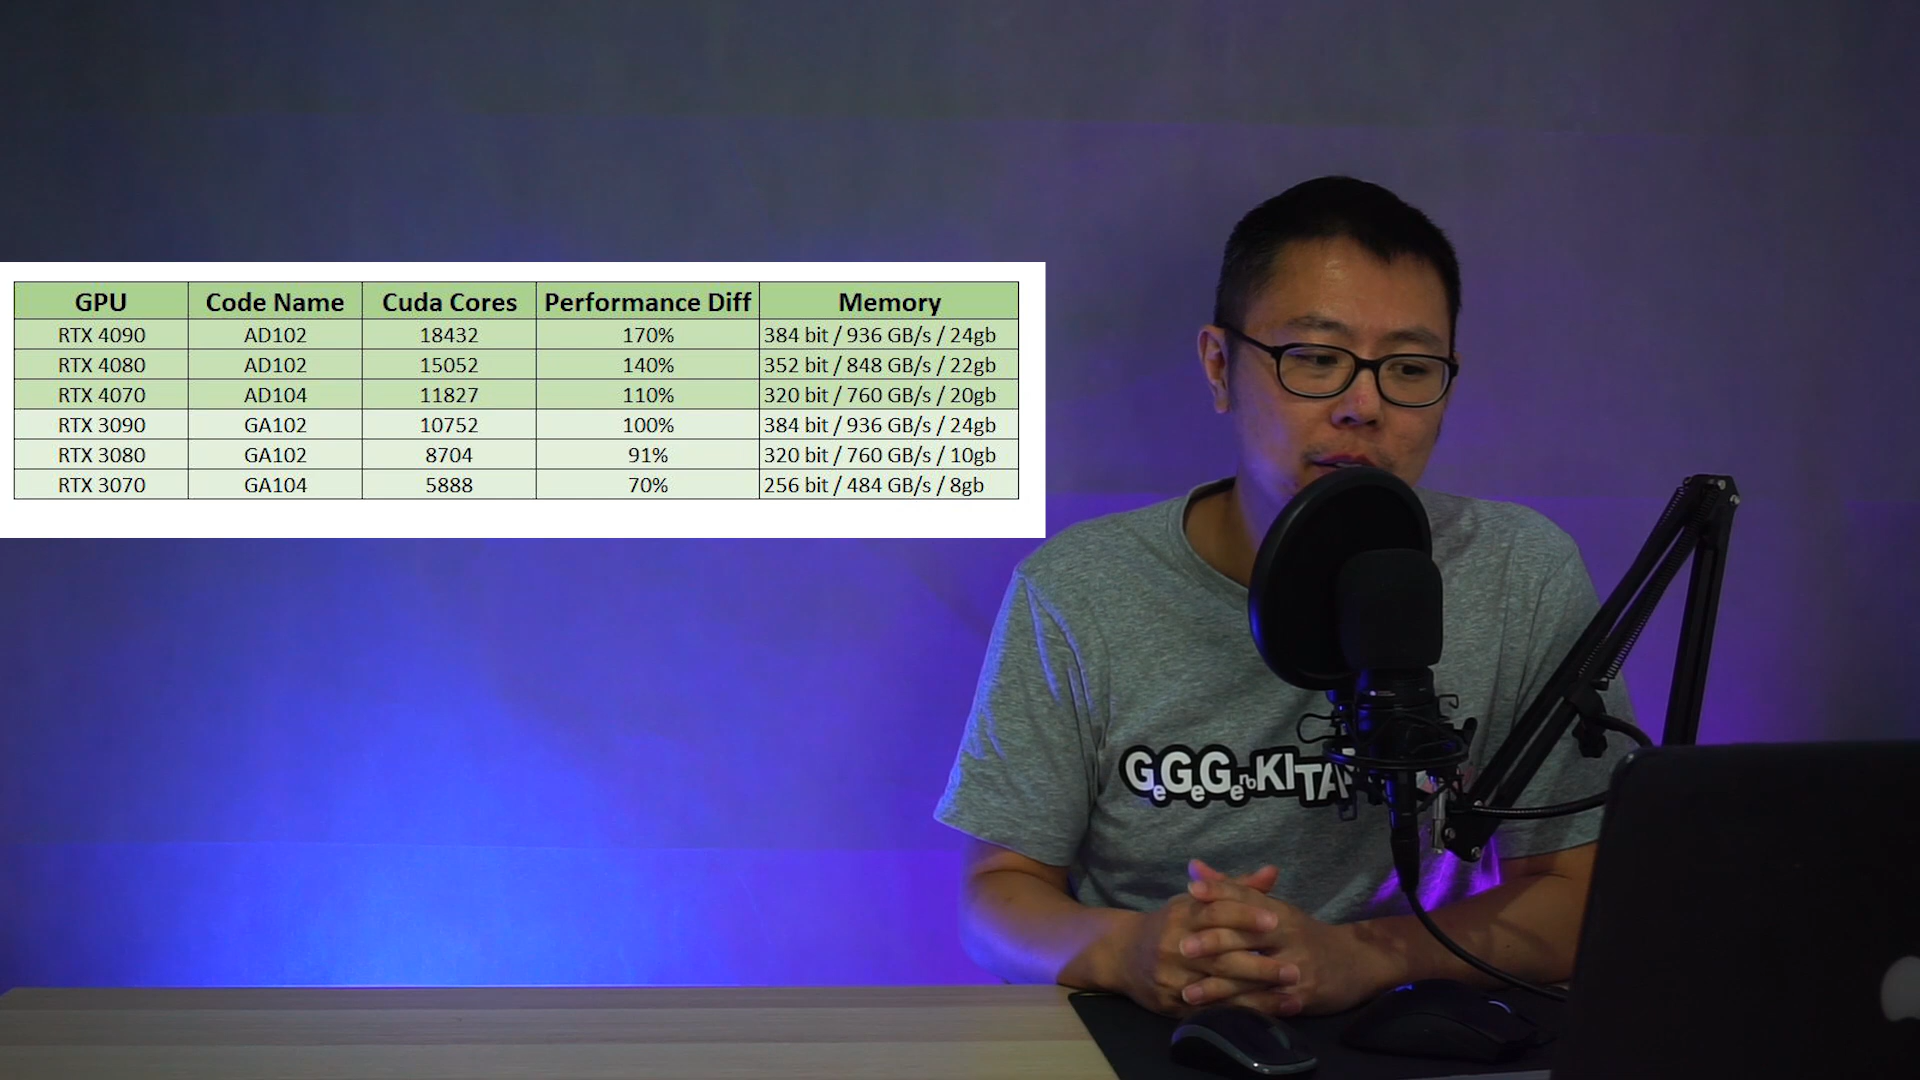 GPU Code Name Cuda Cores Performance Diff Memory
RTX 4090 AD102 18432 170% 384 bit / 936 GB/s / 24gb
RTX 4080 AD102 15052 140% 352 bit / 848 GB/s / 22gb
RTX 4070 AD104 11827 110% 320 bit / 760 GB/s / 20gb
RTX 3090 GA102 10752 100% 384 bit / 936 GB/s / 24gb
RTX 3080 GA102 8704 91% 320 bit / 760 GB/s / 10gb
RTX 3070 GA104 5888 70% 256 bit / 484 GB/s / 8gb